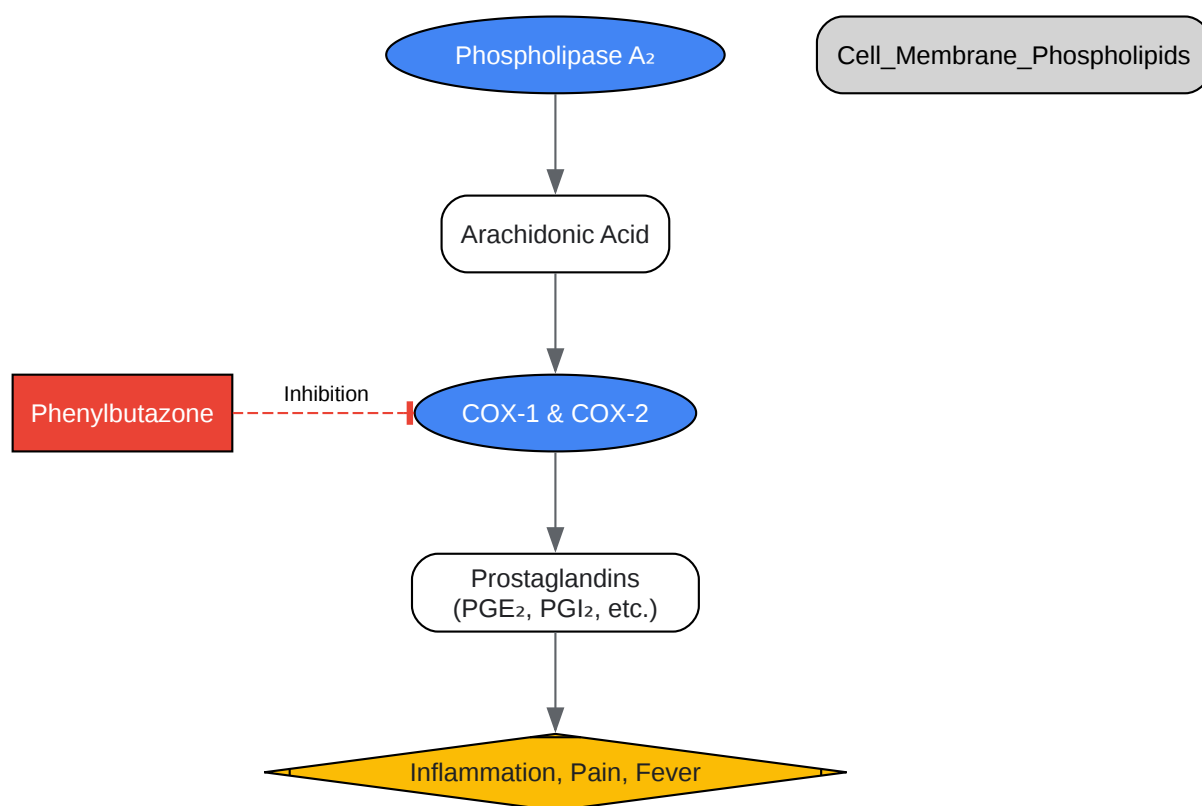 Phospholipase A₂
Cell_Membrane_Phospholipids
Arachidonic Acid
Phenylbutazone
Inhibition
COX-1 & COX-2
Prostaglandins
(PGE₂, PGI₂, etc.)
Inflammation, Pain, Fever